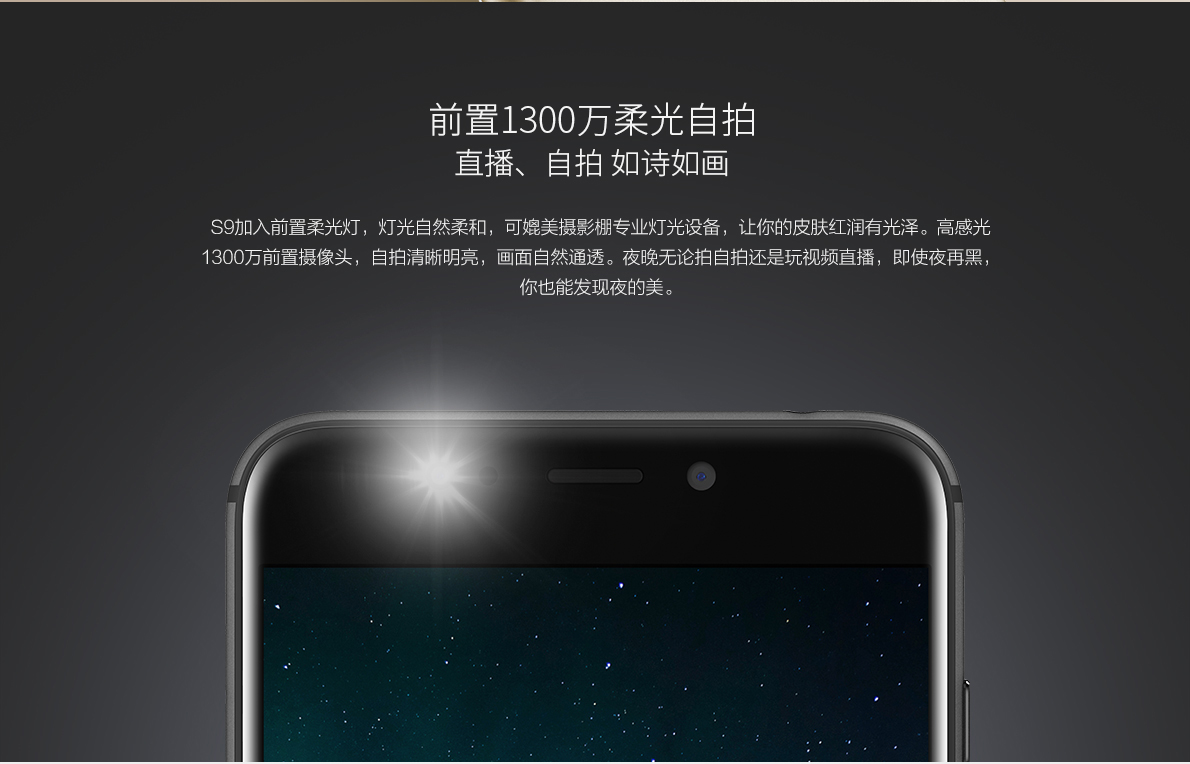 前置1300万柔光自拍
直播、自拍 如诗如画
S9加入前置柔光灯，灯光自然柔和，可媲美摄影棚专业灯光设备，让你的皮肤红润有光泽。高感光
1300万前置摄像头，自拍清晰明亮，画面自然通透。夜晚无论拍自拍还是玩视频直播，即使夜再黑，
你也能发现夜的美。